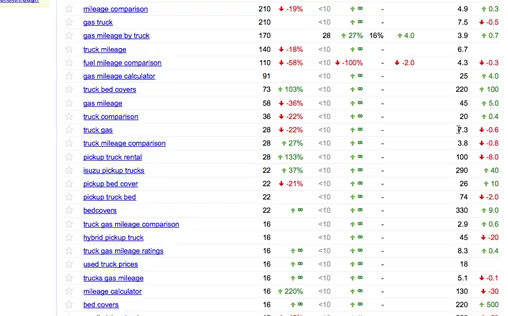 mileage comparison 210 -19% <10 ∞ - 4.9 0.3
gas truck 210 <10 ∞ - 7.5 -0.5
gas mileage by truck 170 28 27% 16% 4.0 3.9 0.7
truck mileage 140 -18% <10 ∞ - 6.7
fuel mileage comparison 110 -58% <10 -100% - -2.0 4.3 -0.3
gas mileage calculator 91 <10 ∞ - 25 4.0
truck bed covers 73 103% <10 ∞ - 220 100
gas mileage 58 -36% <10 ∞ - 45 5.0
truck comparison 36 -22% <10 ∞ - 20 0.4
truck gas 28 -22% <10 ∞ - 7.3 -0.6
truck mileage comparison 28 27% <10 ∞ - 3.8 -0.8
pickup truck rental 28 133% <10 ∞ - 100 -8.0
isuzu pickup trucks 22 37% <10 ∞ - 290 40
pickup bed cover 22 -21% <10 ∞ - 26 10
pickup truck bed 22 <10 ∞ - 74 -2.0
bedcovers 22 ∞ <10 ∞ - 330 9.0
truck gas mileage comparison 16 <10 ∞ - 2.9 0.6
hybrid pickup truck 16 <10 ∞ - 45 -20
truck gas mileage ratings 16 ∞ <10 ∞ - 8.3 0.4
used truck prices 16 ∞ <10 ∞ - 18
trucks gas mileage 16 ∞ <10 ∞ - 5.1 -0.1
mileage calculator 16 220% <10 ∞ - 130 -30
bed covers 16 ∞ <10 ∞ - 220 500